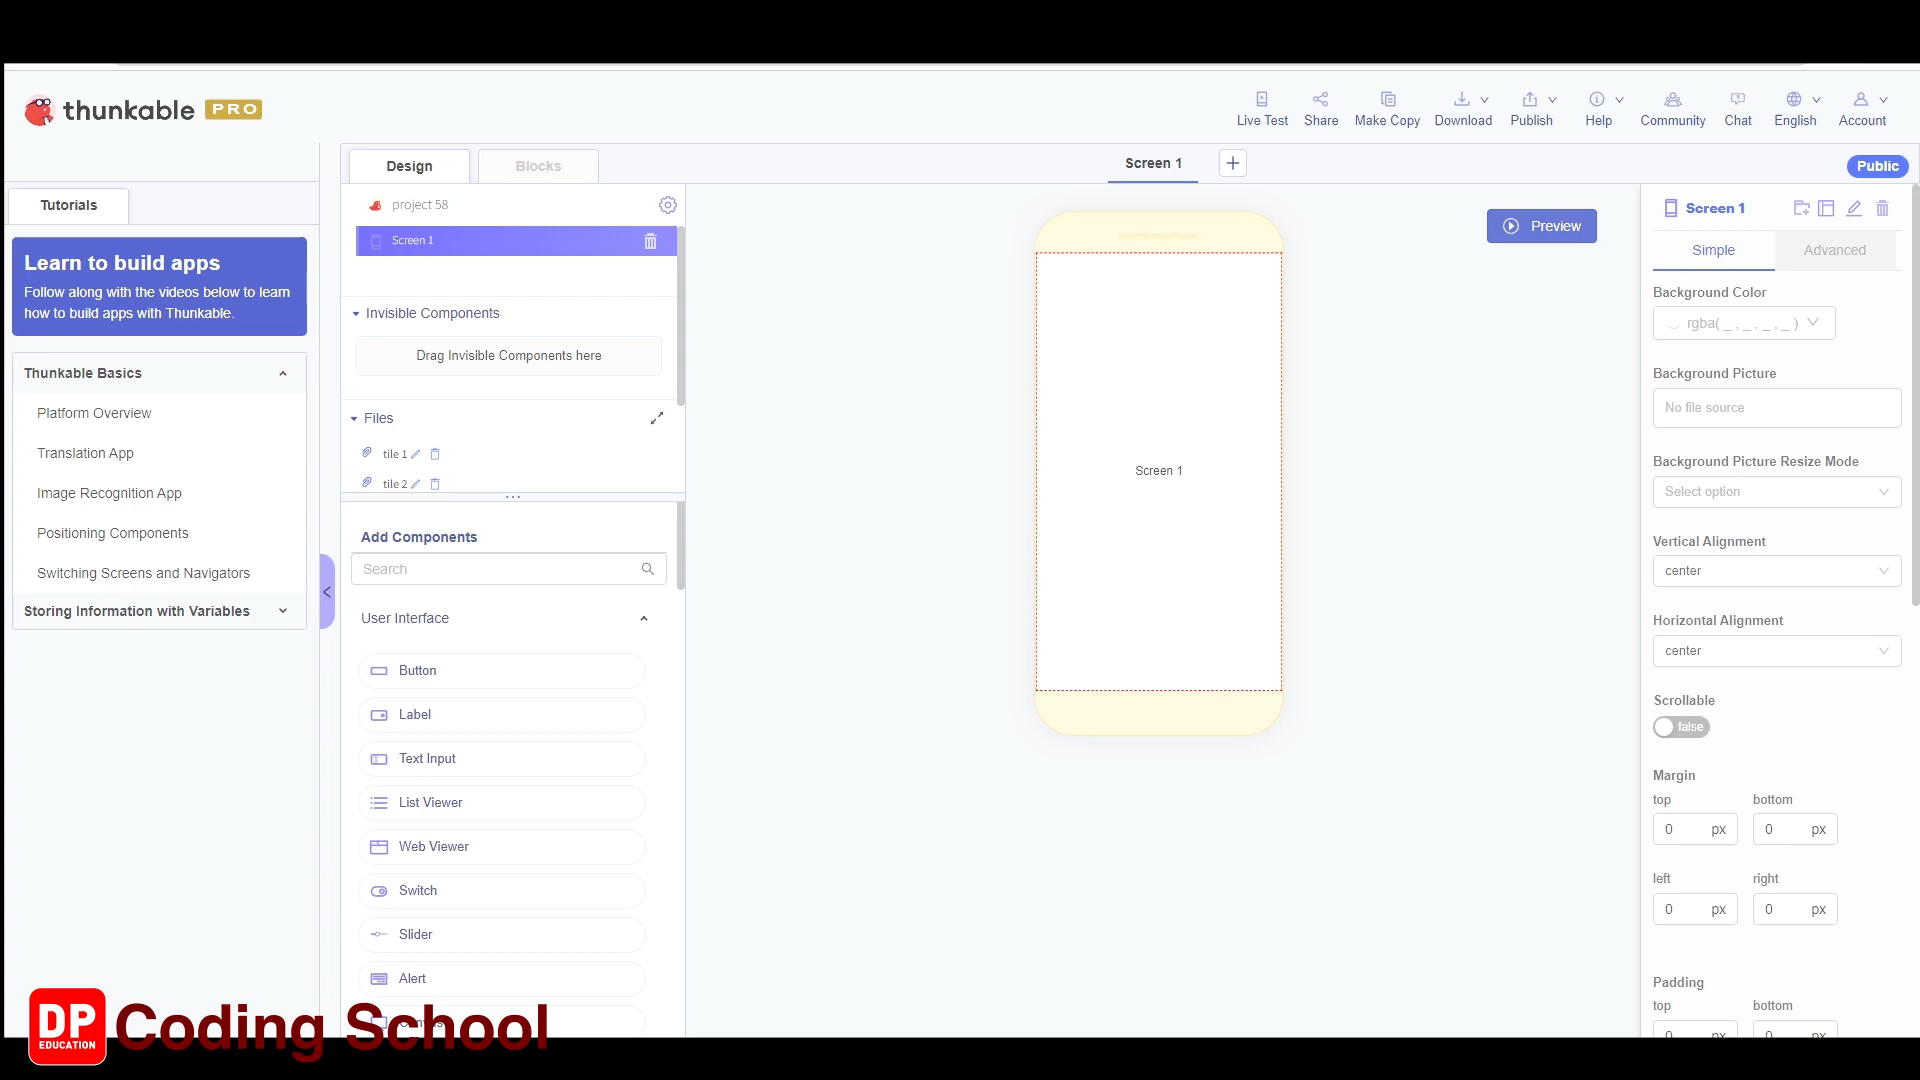 thunkable PRO
Live Test
Share
Make Copy
Download
Publish
Help
Community
Chat
English
Account
Design
Blocks
Screen 1
Public
Tutorials
Learn to build apps
Follow along with the videos below to learn
how to build apps with Thunkable.
Thunkable Basics
Platform Overview
Translation App
Image Recognition App
Positioning Components
Switching Screens and Navigators
Storing Information with Variables
project 58
Screen 1
Invisible Components
Drag Invisible Components here
Files
tile 1
tile 2
Add Components
Search
User Interface
Button
Label
Text Input
List Viewer
Web Viewer
Switch
Slider
Alert
Screen 1
Preview
Screen 1
Simple
Advanced
Background Color
rgba( _ , _ , _ , _ )
Background Picture
No file source
Background Picture Resize Mode
Select option
Vertical Alignment
center
Horizontal Alignment
center
Scrollable
false
Margin
top bottom
0 px 0 px
left right
0 px 0 px
Padding
top bottom
0 px 0 px
DP Coding School
EDUCATION